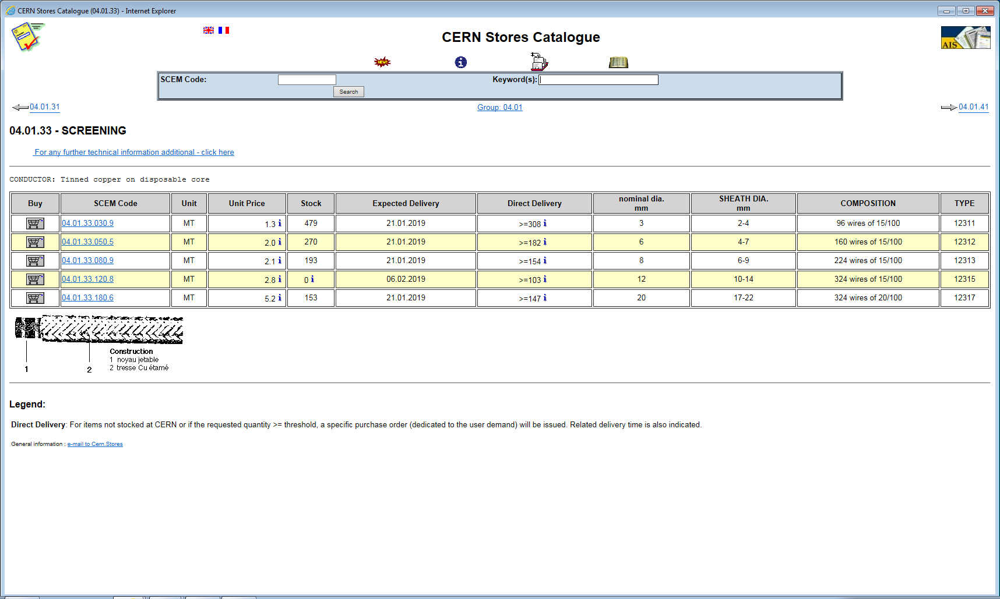 CERN Stores Catalogue (04.01.33) - Internet Explorer
CERN Stores Catalogue
AIS
NEW!
SCEM Code: Keyword(s):
Search
04.01.31 Group: 04.01 04.01.41
04.01.33 - SCREENING
For any further technical information additional - click here
CONDUCTOR: Tinned copper on disposable core
Buy SCEM Code Unit Unit Price Stock Expected Delivery Direct Delivery nominal dia. mm SHEATH DIA. mm COMPOSITION TYPE
04.01.33.030.9 MT 1.3 i 479 21.01.2019 >=308 i 3 2-4 96 wires of 15/100 12311
04.01.33.050.5 MT 2.0 i 270 21.01.2019 >=182 i 6 4-7 160 wires of 15/100 12312
04.01.33.080.9 MT 2.1 i 193 21.01.2019 >=154 i 8 6-9 224 wires of 15/100 12313
04.01.33.120.8 MT 2.8 i 0 i 06.02.2019 >=103 i 12 10-14 324 wires of 15/100 12315
04.01.33.180.6 MT 5.2 i 153 21.01.2019 >=147 i 20 17-22 324 wires of 20/100 12317
Construction
1 noyau jetable
2 tresse Cu étamé
1 2
Legend:
Direct Delivery: For items not stocked at CERN or if the requested quantity >= threshold, a specific purchase order (dedicated to the user demand) will be issued. Related delivery time is also indicated.
General information : e-mail to Cern.Stores